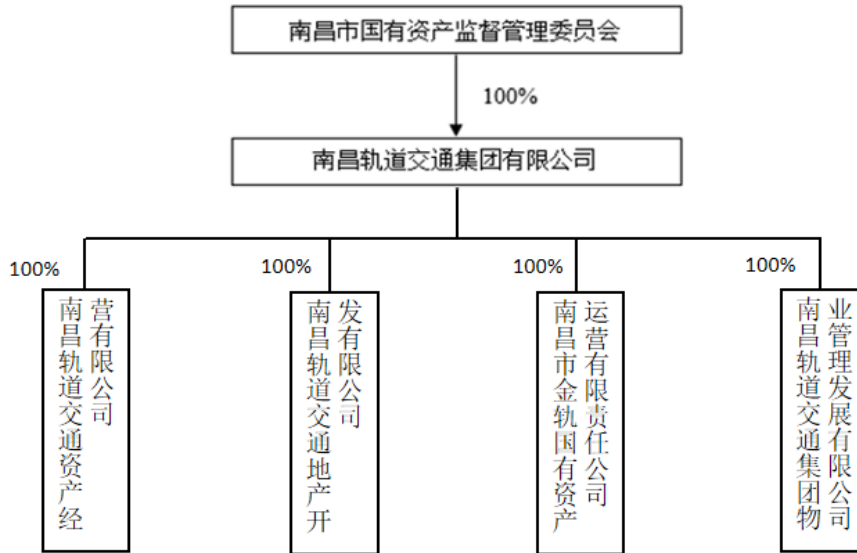 南昌市国有资产监督管理委员会
100%
南昌轨道交通集团有限公司
100%
100%
100%
100%
南昌轨道交通资产经
营有限公司
南昌轨道交通地产开
发有限公司
南昌市金轨国有资产
运营有限责任公司
南昌轨道交通集团物
业管理发展有限公司